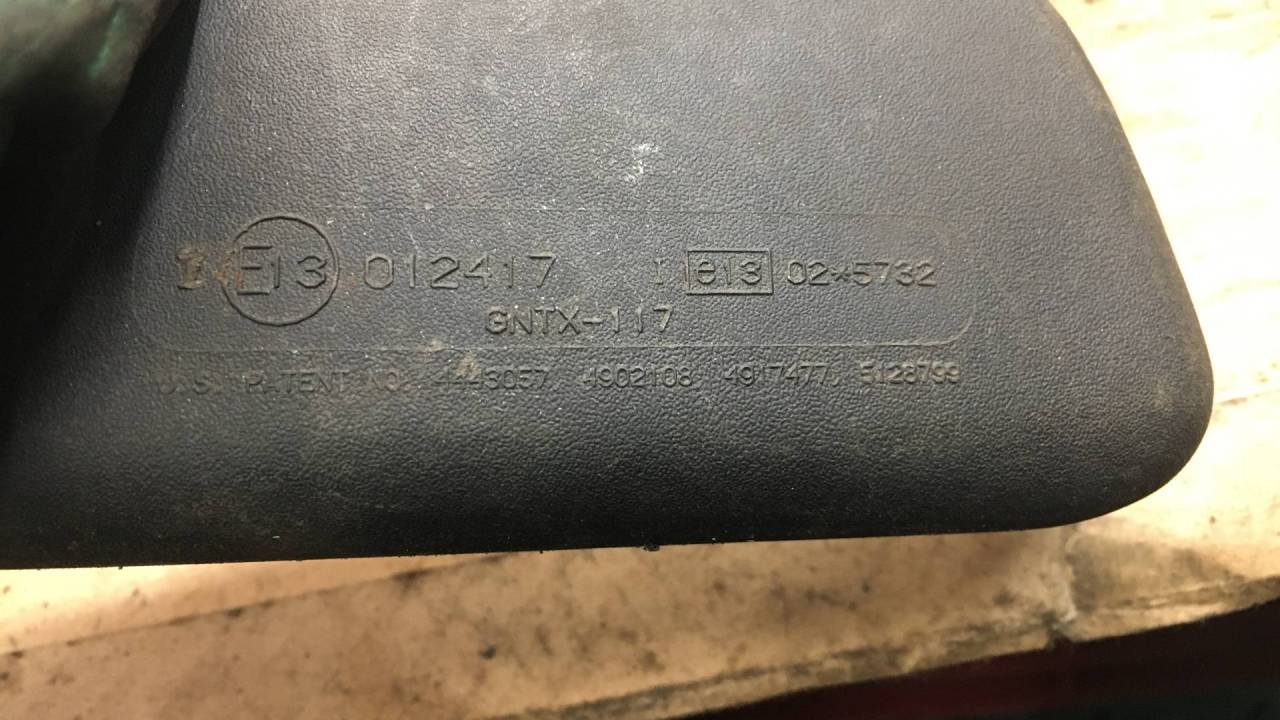 E13 012417 I e13 02*5732
GNTX-117
U.S. PATENT NO. 4443057, 4902108, 4917477, 5128799